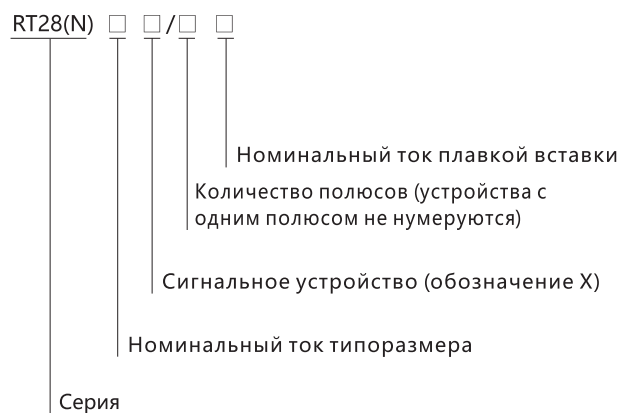 RT28(N) □ □/□ □
Номинальный ток плавкой вставки
Количество полюсов (устройства с
одним полюсом не нумеруются)
Сигнальное устройство (обозначение X)
Номинальный ток типоразмера
Серия